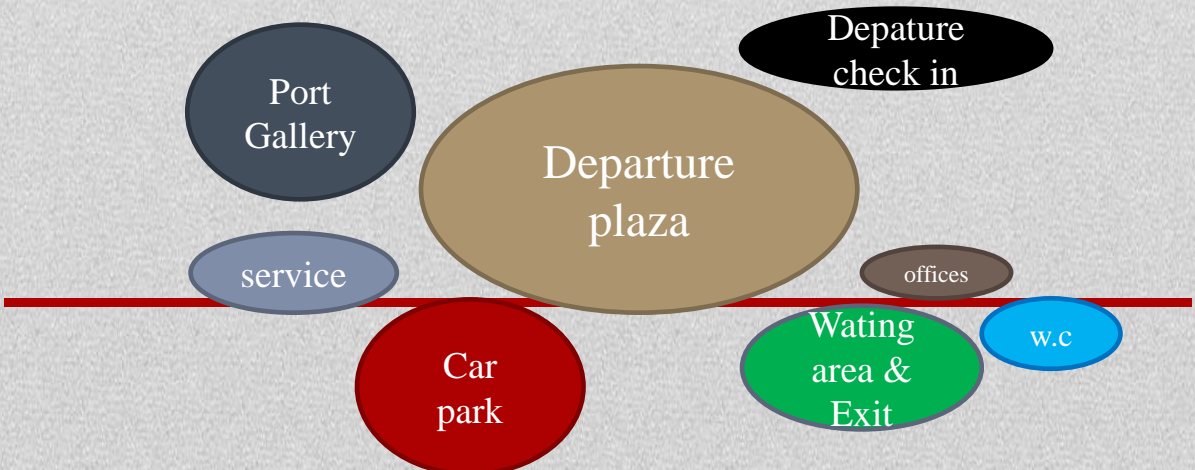 Depature
check in
Port
Gallery
Departure
plaza
service
offices
Wating
area &
Exit
w.c
Car
park